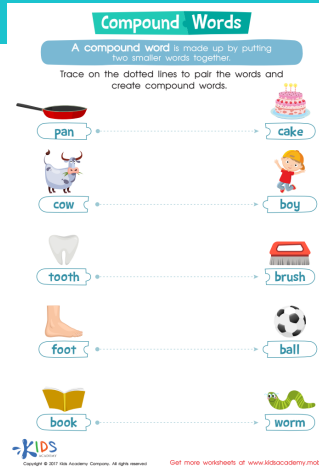 Compound Words
A compound word is made up by putting
two smaller words together.
Trace on the dotted lines to pair the words and
create compound words.
pan cake
cow boy
tooth brush
foot ball
book worm
KIDS
ACADEMY
Copyright © 2017 Kids Academy Company. All rights reserved
Get more worksheets at www.kidsacademy.mobi